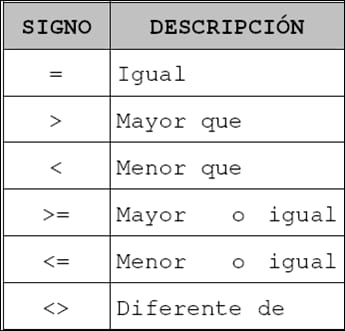 SIGNO DESCRIPCIÓN
= Igual
> Mayor que
< Menor que
>= Mayor o igual
<= Menor o igual
<> Diferente de